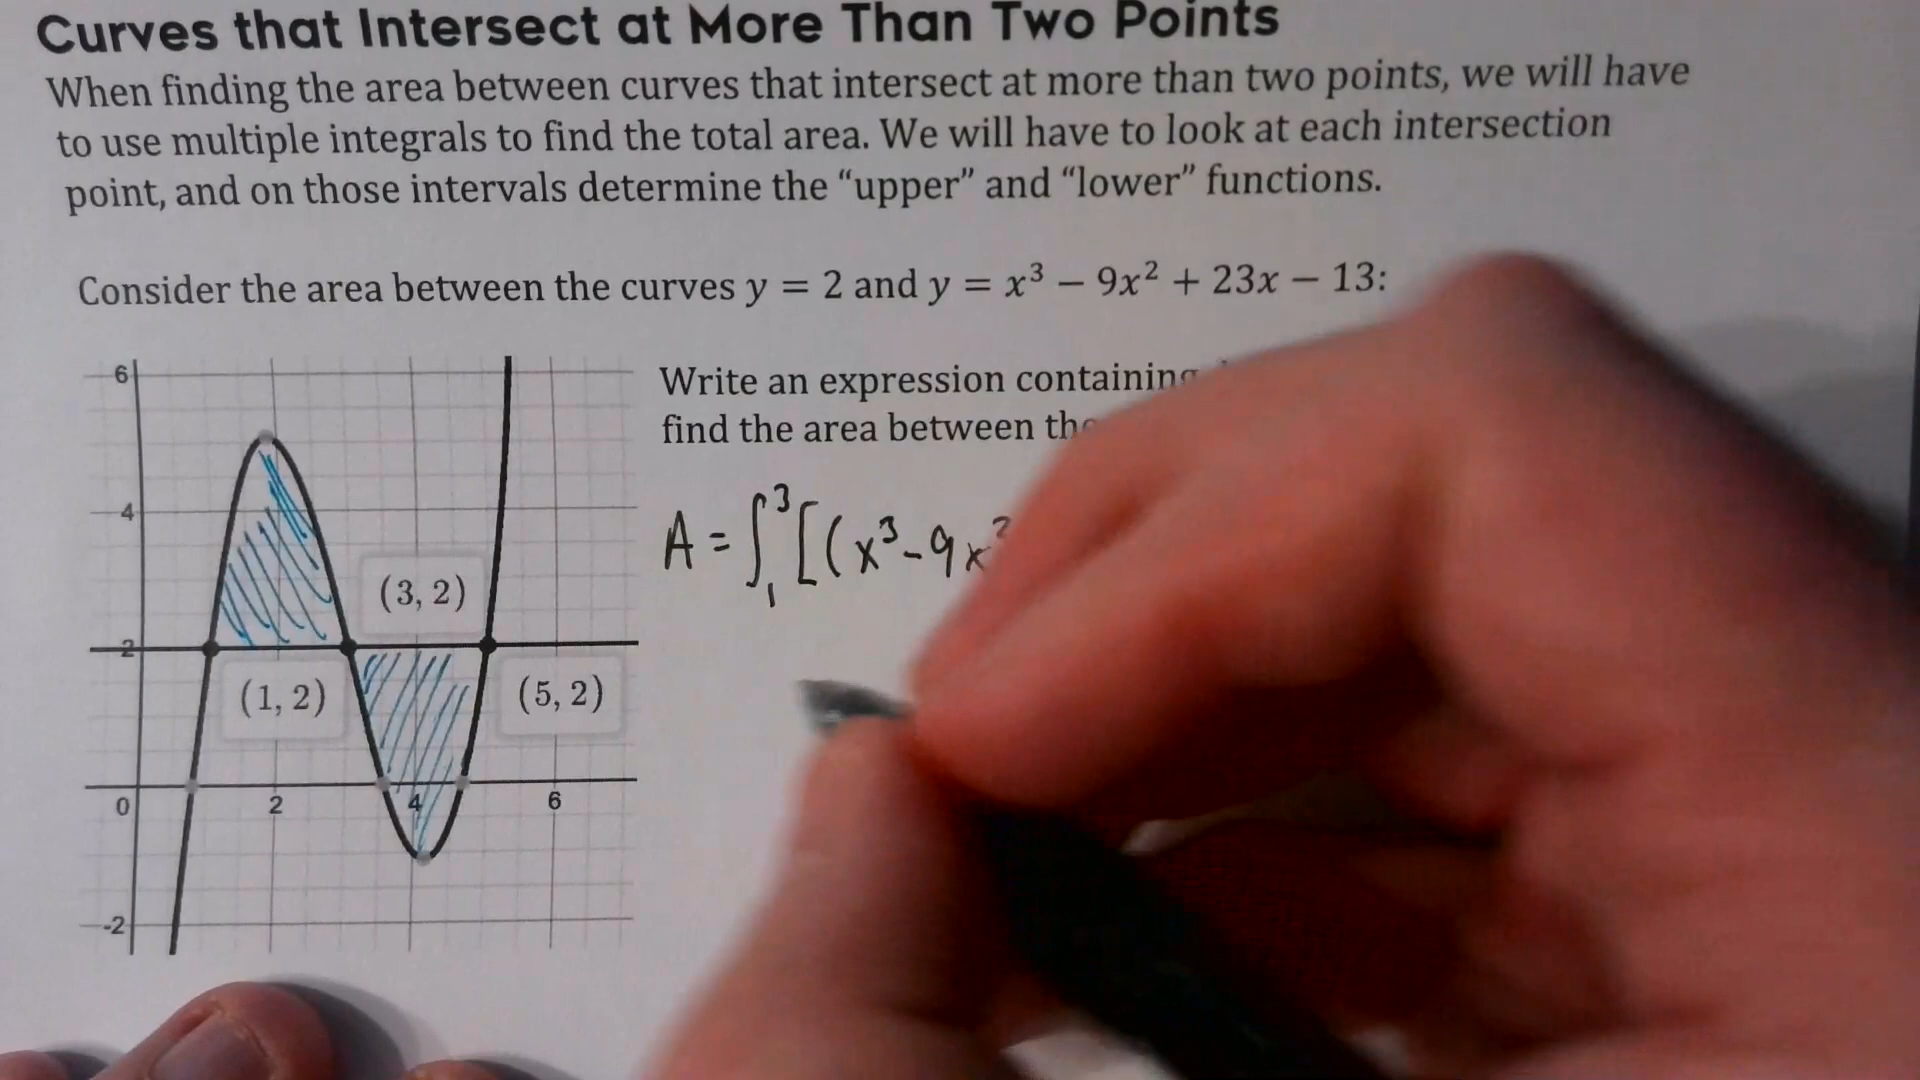 Curves that Intersect at More Than Two Points
When finding the area between curves that intersect at more than two points, we will have
to use multiple integrals to find the total area. We will have to look at each intersection
point, and on those intervals determine the “upper” and “lower” functions.
Consider the area between the curves y = 2 and y = x³ − 9x² + 23x − 13:
Write an expression containing
find the area between
A = ∫₁³ [(x³ - 9x²
6
4
2
0
-2
2
4
6
(3, 2)
(1, 2)
(5, 2)